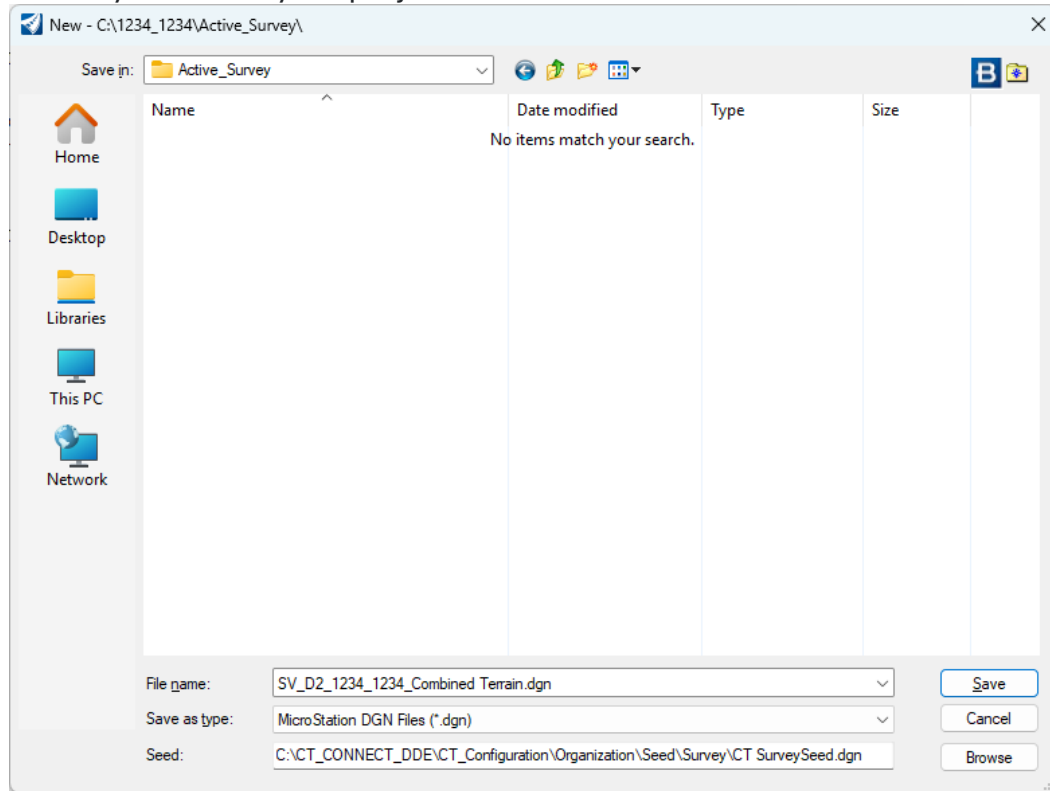 New - C:\1234_1234\Active_Survey\
Save in: Active_Survey
B
Name Date modified Type Size
No items match your search.
Home
Desktop
Libraries
This PC
Network
File name: SV_D2_1234_1234_Combined Terrain.dgn Save
Save as type: MicroStation DGN Files (*.dgn) Cancel
Seed: C:\CT_CONNECT_DDE\CT_Configuration\Organization\Seed\Survey\CT SurveySeed.dgn Browse